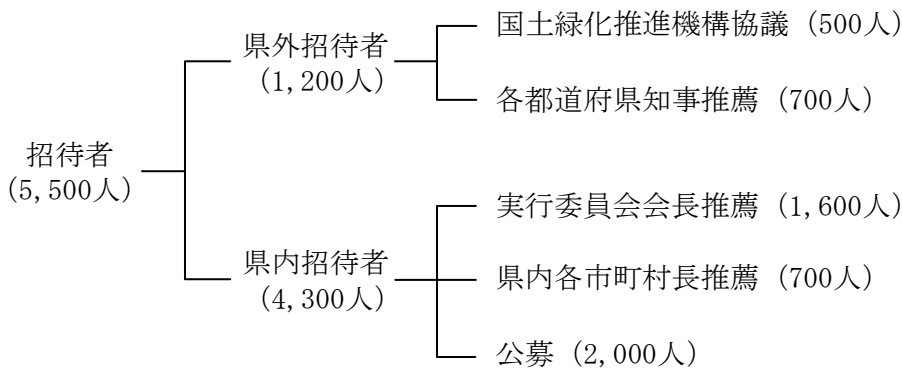 招待者
(5,500人)
県外招待者
(1,200人)
国土緑化推進機構協議 (500人)
各都道府県知事推薦 (700人)
県内招待者
(4,300人)
実行委員会会長推薦 (1,600人)
県内各市町村長推薦 (700人)
公募 (2,000人)